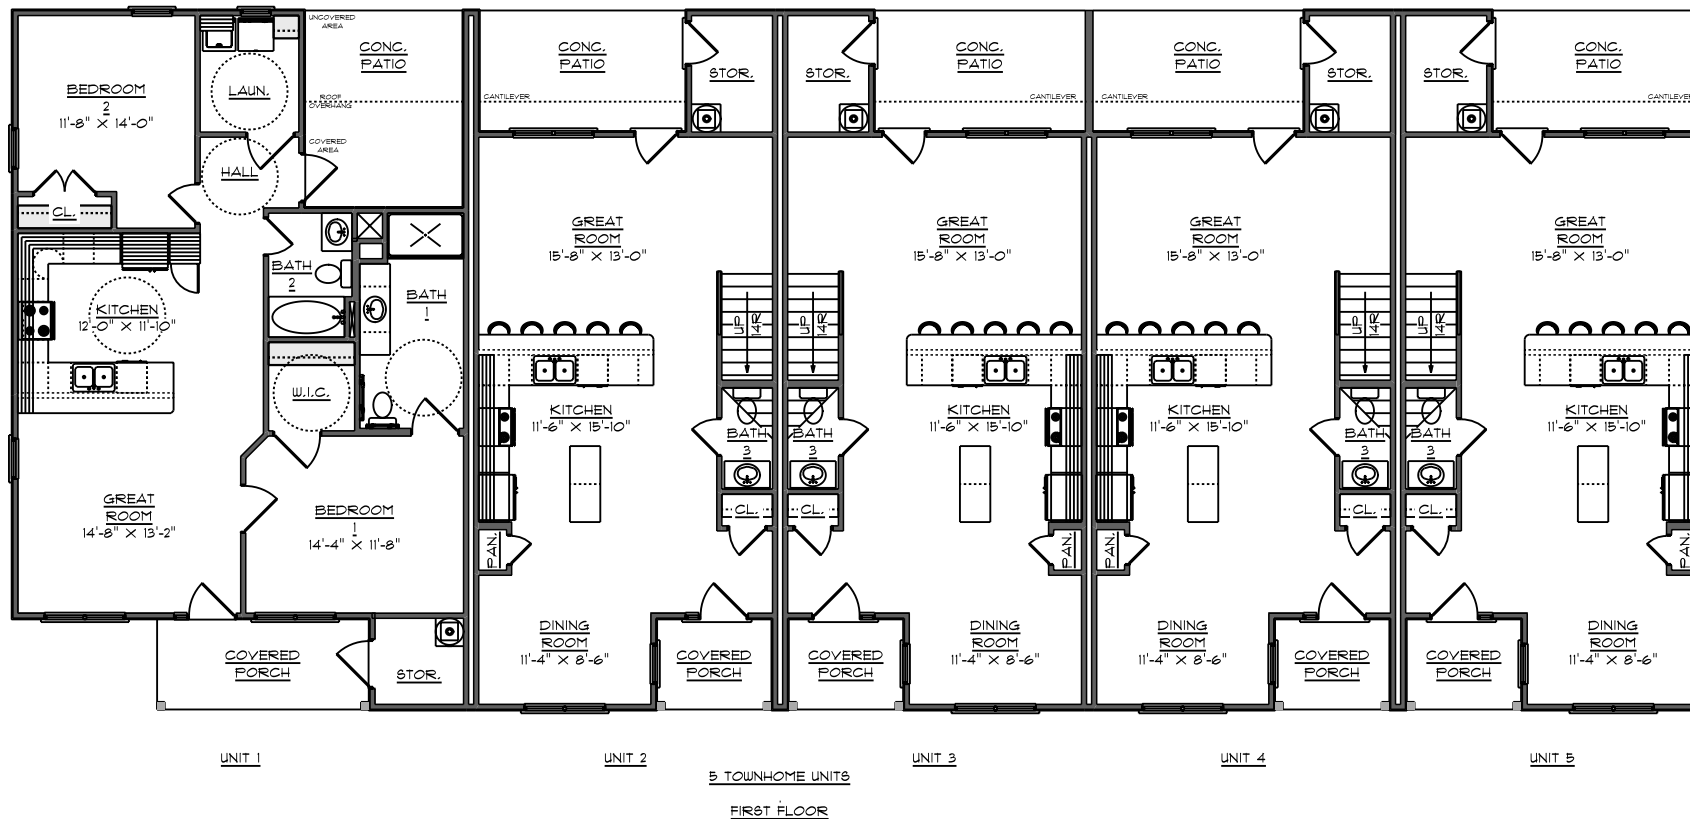 UNCOVERED
AREA
CONC.
PATIO
ROOF
OVERHANG
COVERED
AREA
BEDROOM
2
11'-8" X 14'-0"
LAUN.
HALL
CL.
BATH
2
BATH
1
KITCHEN
12'-0" X 11'-10"
W.I.C.
GREAT
ROOM
14'-8" X 13'-2"
BEDROOM
1
14'-4" X 11'-8"
COVERED
PORCH
STOR.
UNIT 1
CONC.
PATIO
STOR.
CANTILEVER
GREAT
ROOM
15'-8" X 13'-0"
UP
14R
KITCHEN
11'-6" X 15'-10"
BATH
3
CL.
PAN.
DINING
ROOM
11'-4" X 8'-6"
COVERED
PORCH
UNIT 2
STOR.
CONC.
PATIO
CANTILEVER
GREAT
ROOM
15'-8" X 13'-0"
UP
14R
KITCHEN
11'-6" X 15'-10"
BATH
3
CL.
PAN.
COVERED
PORCH
DINING
ROOM
11'-4" X 8'-6"
UNIT 3
CONC.
PATIO
STOR.
CANTILEVER
GREAT
ROOM
15'-8" X 13'-0"
UP
14R
KITCHEN
11'-6" X 15'-10"
BATH
3
CL.
PAN.
DINING
ROOM
11'-4" X 8'-6"
COVERED
PORCH
UNIT 4
STOR.
CONC.
PATIO
CANTILEVER
GREAT
ROOM
15'-8" X 13'-0"
UP
14R
KITCHEN
11'-6" X 15'-10"
BATH
3
CL.
PAN.
COVERED
PORCH
DINING
ROOM
11'-4" X 8'-6"
UNIT 5
5 TOWNHOME UNITS
FIRST FLOOR